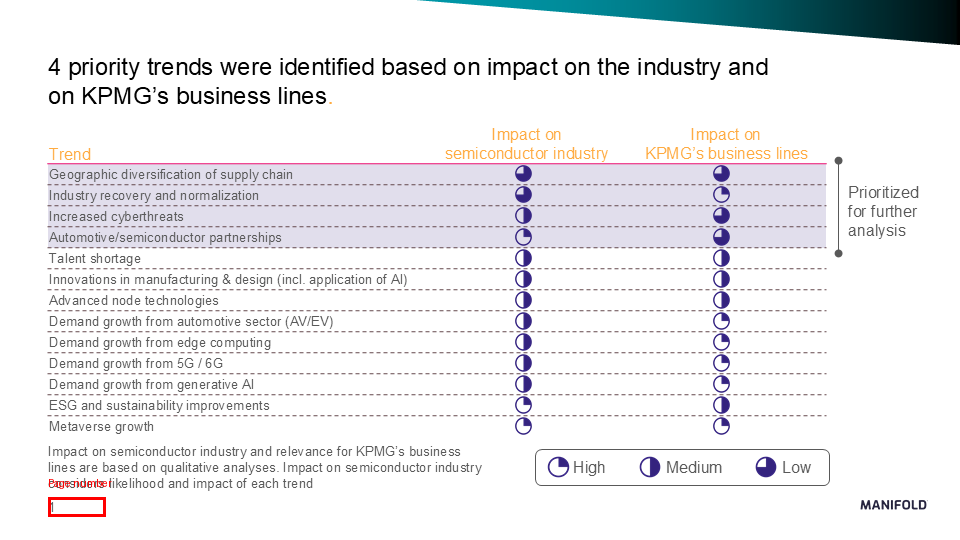 4 priority trends were identified based on impact on the industry and
on KPMG’s business lines.
Trend
Impact on
semiconductor industry
Impact on
KPMG’s business lines
Geographic diversification of supply chain
Industry recovery and normalization
Increased cyberthreats
Automotive/semiconductor partnerships
Talent shortage
Innovations in manufacturing & design (incl. application of AI)
Advanced node technologies
Demand growth from automotive sector (AV/EV)
Demand growth from edge computing
Demand growth from 5G / 6G
Demand growth from generative AI
ESG and sustainability improvements
Metaverse growth
Prioritized
for further
analysis
Impact on semiconductor industry and relevance for KPMG’s business
lines are based on qualitative analyses. Impact on semiconductor industry
considers likelihood and impact of each trend
Page number
1
High
Medium
Low
MANIFOLD